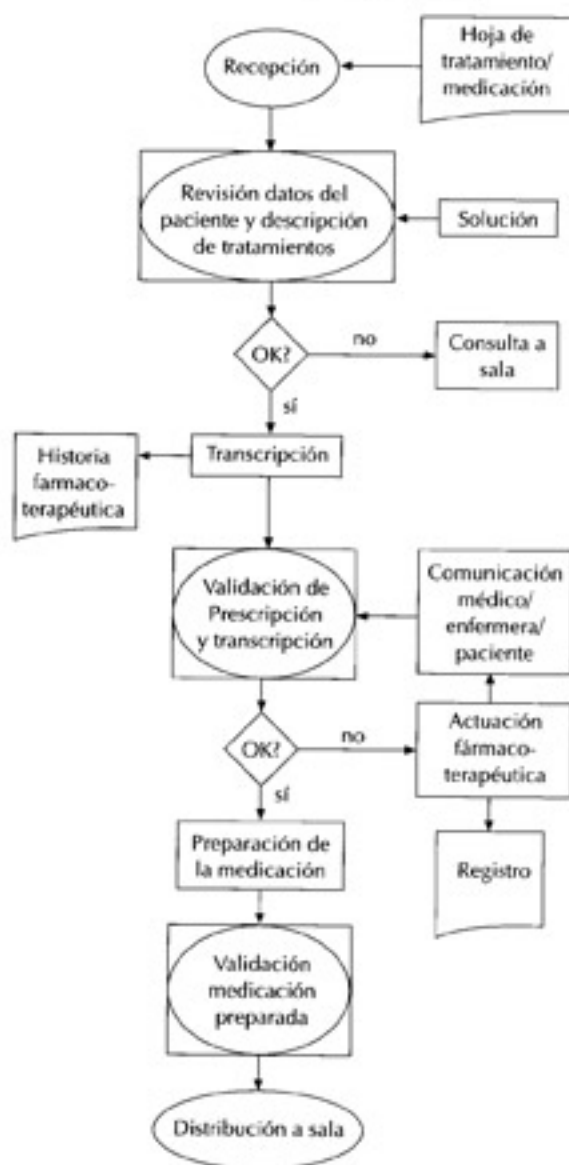 Recepción
Hoja de
tratamiento/
medicación
Revisión datos del
paciente y descripción
de tratamientos
Solución
OK?
no
Consulta a
sala
sí
Historia
farmaco-
terapéutica
Transcripción
Validación de
Prescripción
y transcripción
Comunicación
médico/
enfermera/
paciente
OK?
no
Actuación
fármaco-
terapéutica
sí
Preparación de
la medicación
Registro
Validación
medicación
preparada
Distribución a sala